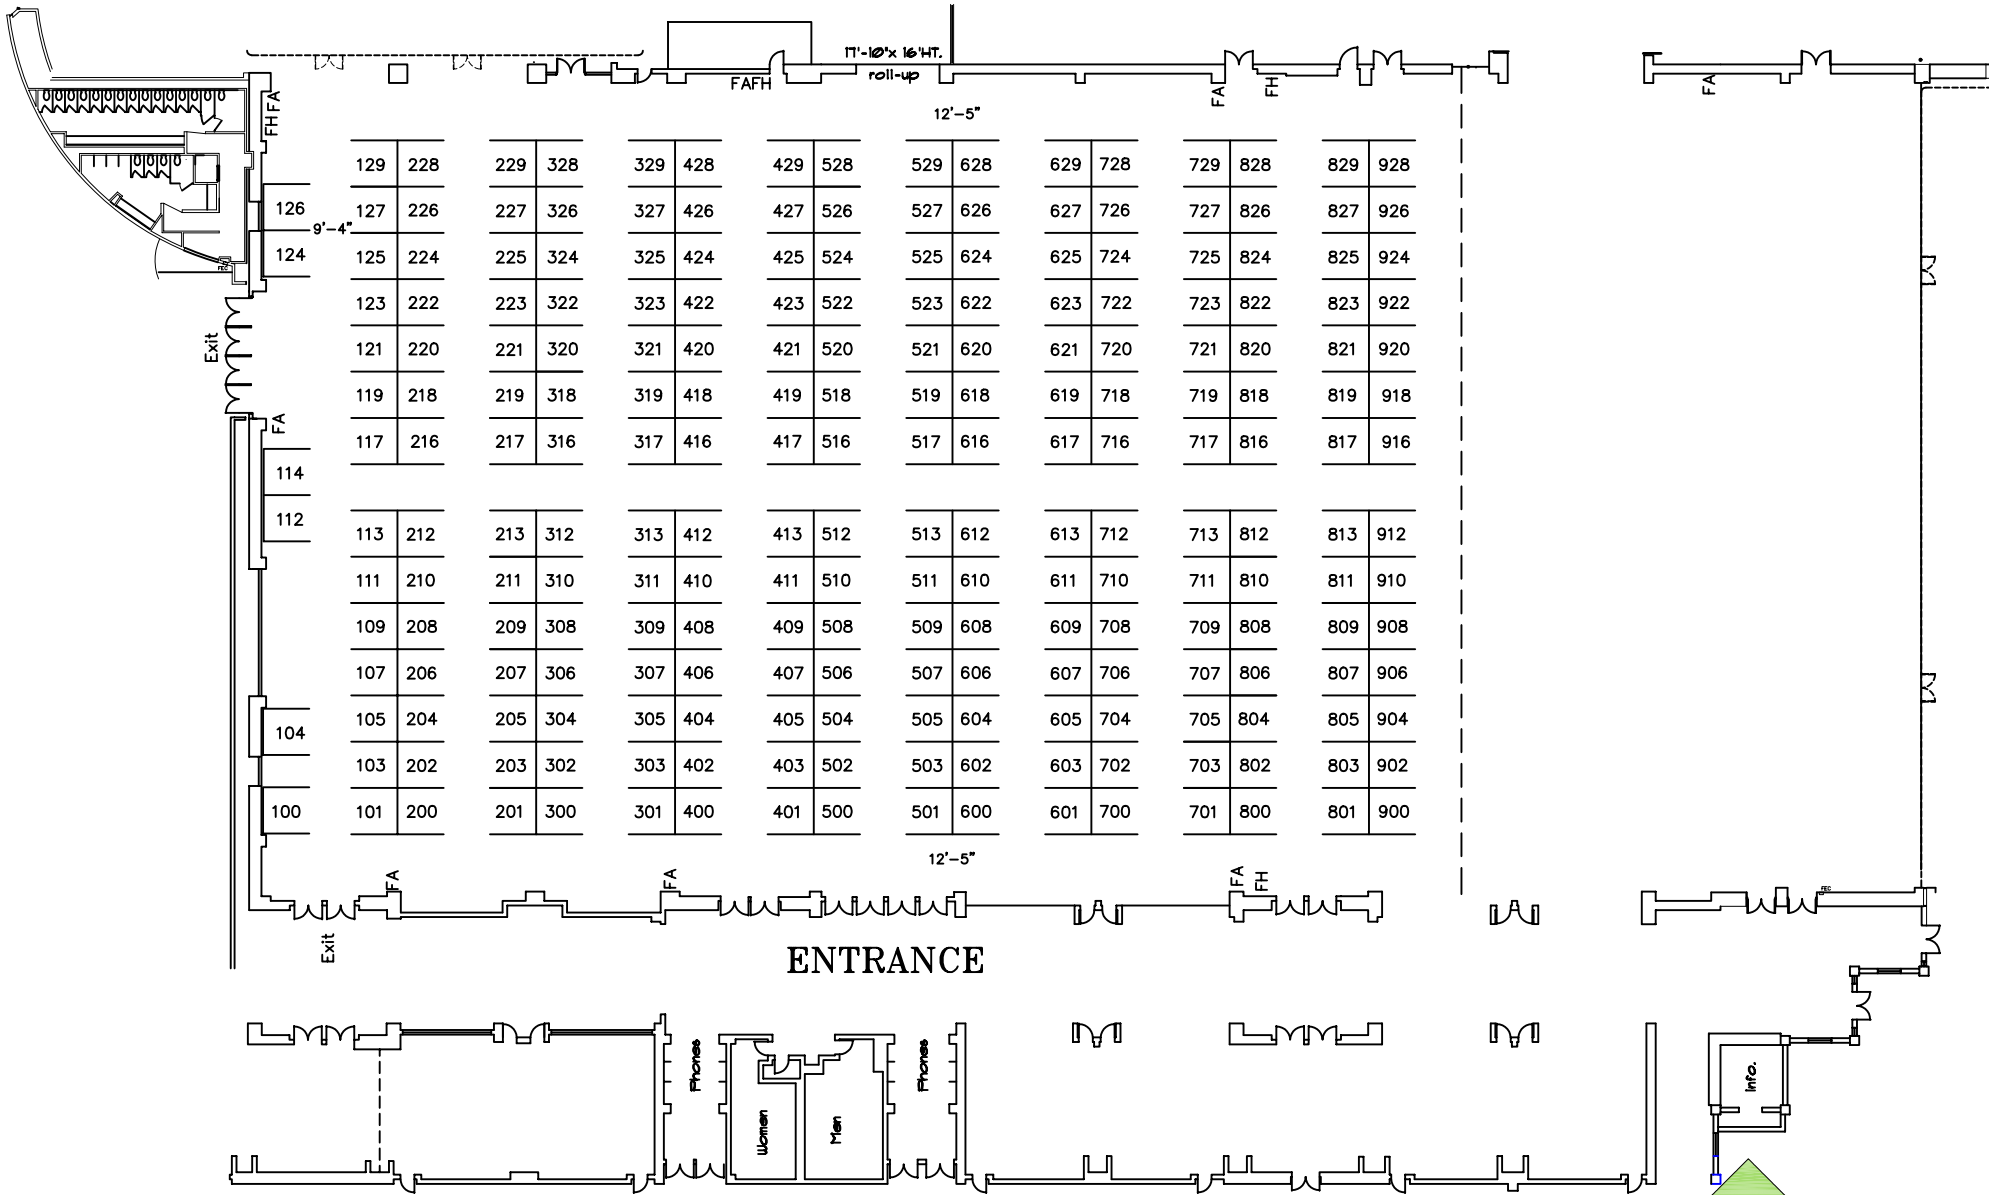 17'-10"x 16'HT.
roll-up
FAFH
FA
FH
FA
FH FA
12'-5"
129 228 229 328 329 428 429 528 529 628 629 728 729 828 829 928
126
127 226 227 326 327 426 427 526 527 626 627 726 727 826 827 926
9'-4"
124
125 224 225 324 325 424 425 524 525 624 625 724 725 824 825 924
FEC
123 222 223 322 323 422 423 522 523 622 623 722 723 822 823 922
Exit
121 220 221 320 321 420 421 520 521 620 621 720 721 820 821 920
119 218 219 318 319 418 419 518 519 618 619 718 719 818 819 918
FA
117 216 217 316 317 416 417 516 517 616 617 716 717 816 817 916
114
112
113 212 213 312 313 412 413 512 513 612 613 712 713 812 813 912
111 210 211 310 311 410 411 510 511 610 611 710 711 810 811 910
109 208 209 308 309 408 409 508 509 608 609 708 709 808 809 908
107 206 207 306 307 406 407 506 507 606 607 706 707 806 807 906
104
105 204 205 304 305 404 405 504 505 604 605 704 705 804 805 904
103 202 203 302 303 402 403 502 503 602 603 702 703 802 803 902
100
101 200 201 300 301 400 401 500 501 600 601 700 701 800 801 900
12'-5"
FA
FA
FA
FH
FEC
Exit
ENTRANCE
Phones
Women
Men
Phones
info.